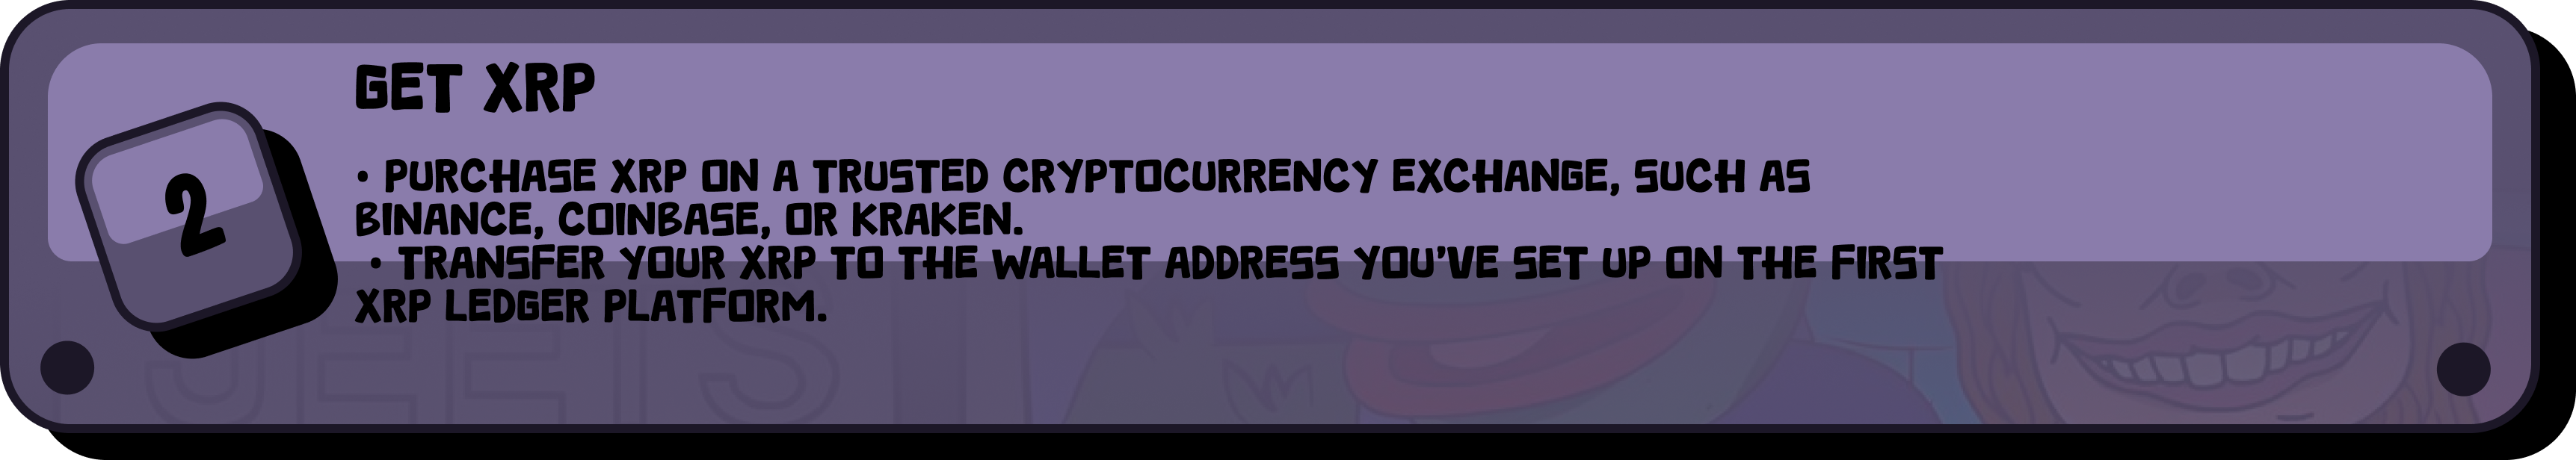 GET XRP
2
• PURCHASE XRP ON A TRUSTED CRYPTOCURRENCY EXCHANGE, SUCH AS
BINANCE, COINBASE, OR KRAKEN.
• TRANSFER YOUR XRP TO THE WALLET ADDRESS YOU'VE SET UP ON THE FIRST
XRP LEDGER PLATFORM.
JEETS